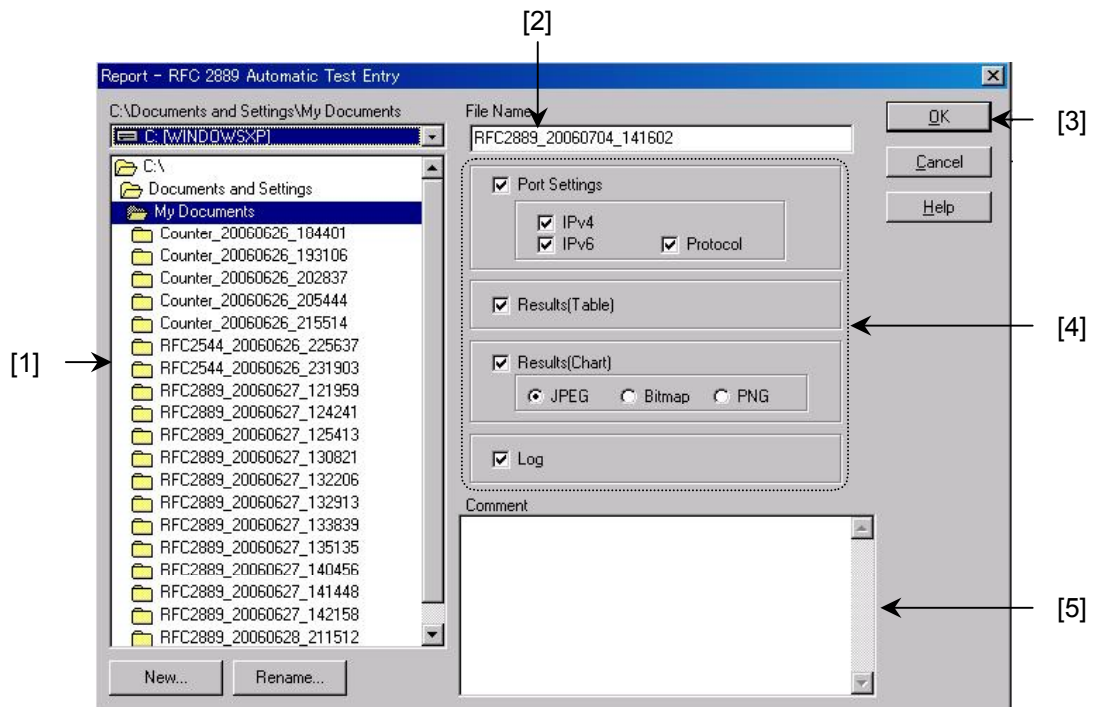 [2]
Report - RFC 2889 Automatic Test Entry
C:\Documents and Settings\My Documents
C: [WINDOWSXP]
C:\
Documents and Settings
My Documents
Counter_20060626_184401
Counter_20060626_193106
Counter_20060626_202837
Counter_20060626_205444
Counter_20060626_215514
RFC2544_20060626_225637
RFC2544_20060626_231903
RFC2889_20060627_121959
RFC2889_20060627_124241
RFC2889_20060627_125413
RFC2889_20060627_130821
RFC2889_20060627_132206
RFC2889_20060627_132913
RFC2889_20060627_133839
RFC2889_20060627_135135
RFC2889_20060627_140456
RFC2889_20060627_141448
RFC2889_20060627_142158
RFC2889_20060628_211512
New...
Rename...
[1]
File Name
RFC2889_20060704_141602
Port Settings
IPv4
IPv6
Protocol
Results(Table)
Results(Chart)
JPEG
Bitmap
PNG
Log
Comment
OK
Cancel
Help
[3]
[4]
[5]